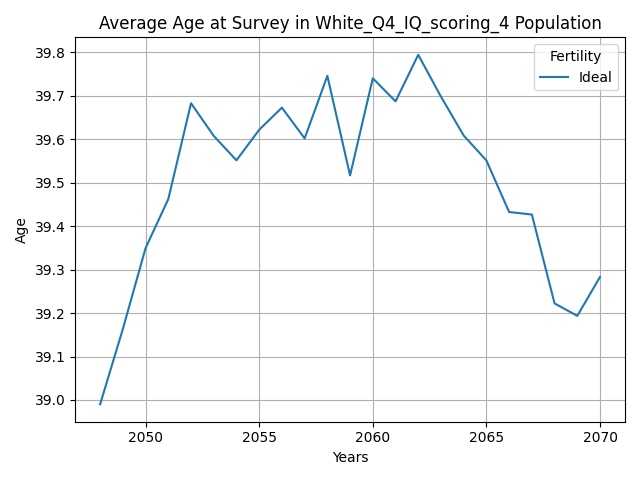 Average Age at Survey in White_Q4_IQ_scoring_4 Population
Fertility
Ideal
39.8
39.7
39.6
39.5
39.4
39.3
39.2
39.1
39.0
Age
2050 2055 2060 2065 2070
Years